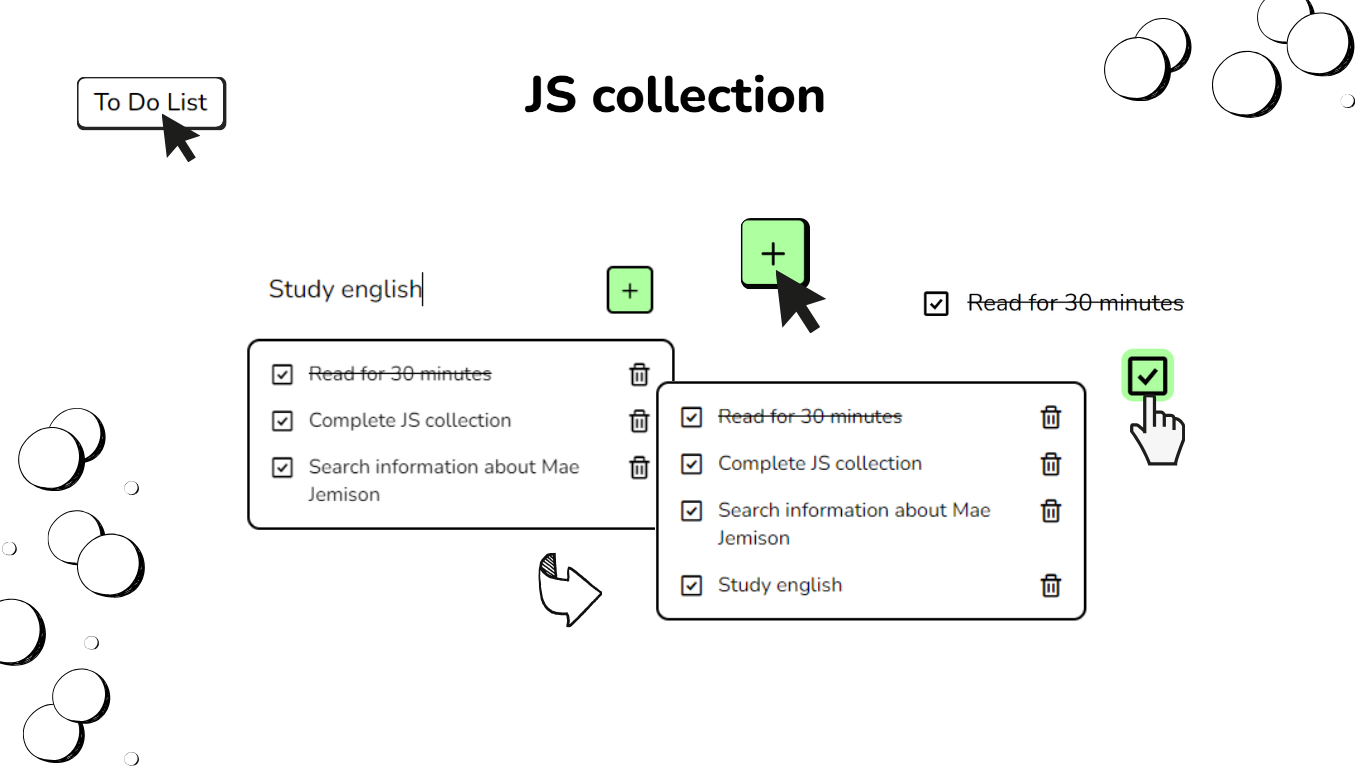 To Do List
JS collection
Study english
+
+
Read for 30 minutes
Read for 30 minutes
Complete JS collection
Search information about Mae
Jemison
Read for 30 minutes
Complete JS collection
Search information about Mae
Jemison
Study english